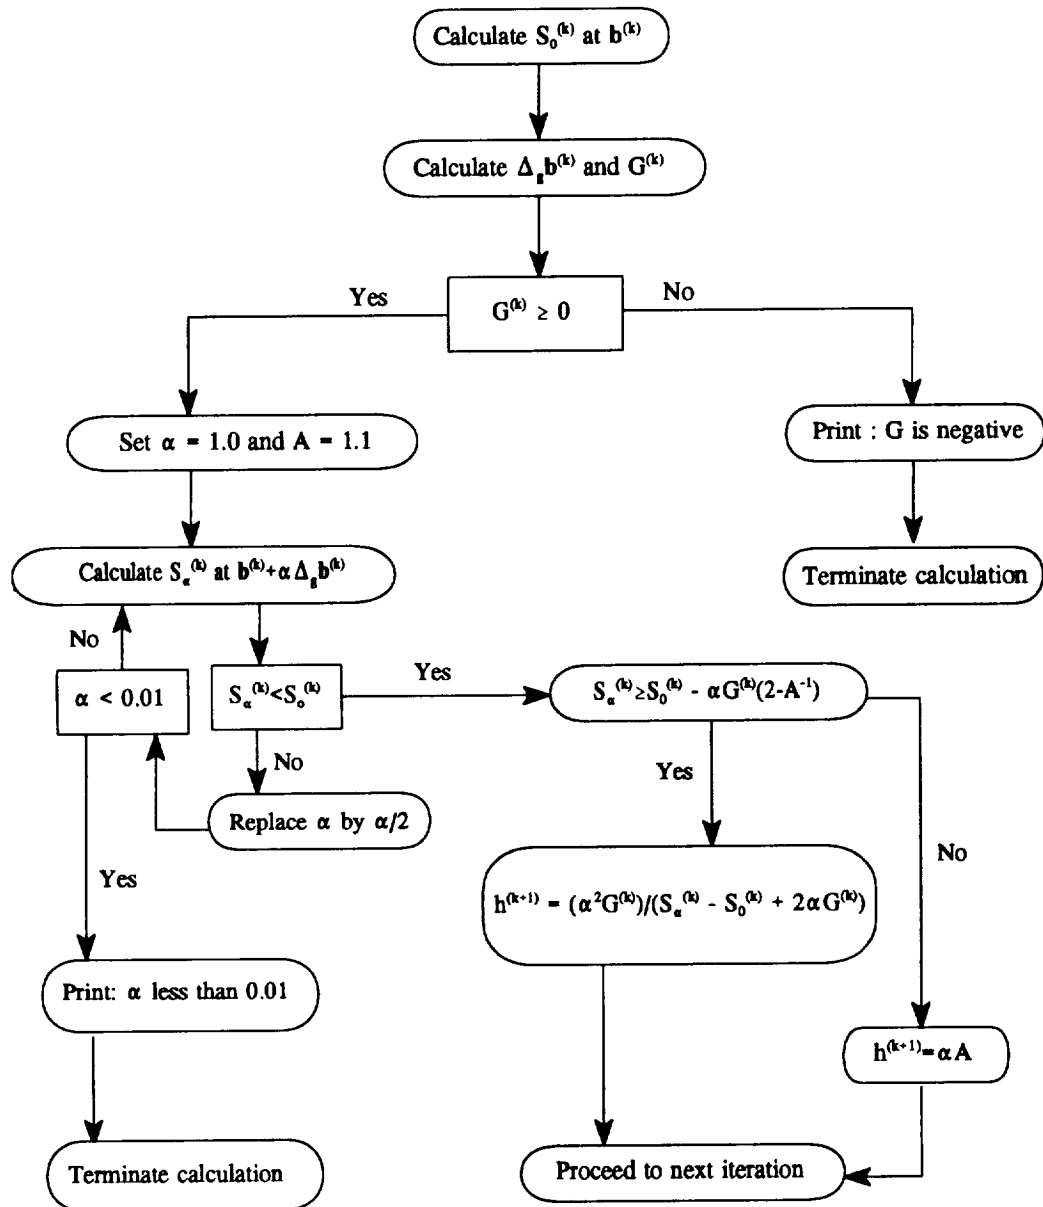 Calculate S₀⁽ᵏ⁾ at b⁽ᵏ⁾
Calculate Δ_g b⁽ᵏ⁾ and G⁽ᵏ⁾
Yes
G⁽ᵏ⁾ ≥ 0
No
Set α = 1.0 and A = 1.1
Print : G is negative
Calculate S_α⁽ᵏ⁾ at b⁽ᵏ⁾+αΔ_g b⁽ᵏ⁾
Terminate calculation
No
α < 0.01
S_α⁽ᵏ⁾<S₀⁽ᵏ⁾
Yes
S_α⁽ᵏ⁾≥S₀⁽ᵏ⁾ - αG⁽ᵏ⁾(2-A⁻¹)
No
Yes
Replace α by α/2
No
Yes
h⁽ᵏ⁺¹⁾ = (α²G⁽ᵏ⁾)/(S_α⁽ᵏ⁾ - S₀⁽ᵏ⁾ + 2αG⁽ᵏ⁾)
Print: α less than 0.01
h⁽ᵏ⁺¹⁾=αA
Terminate calculation
Proceed to next iteration